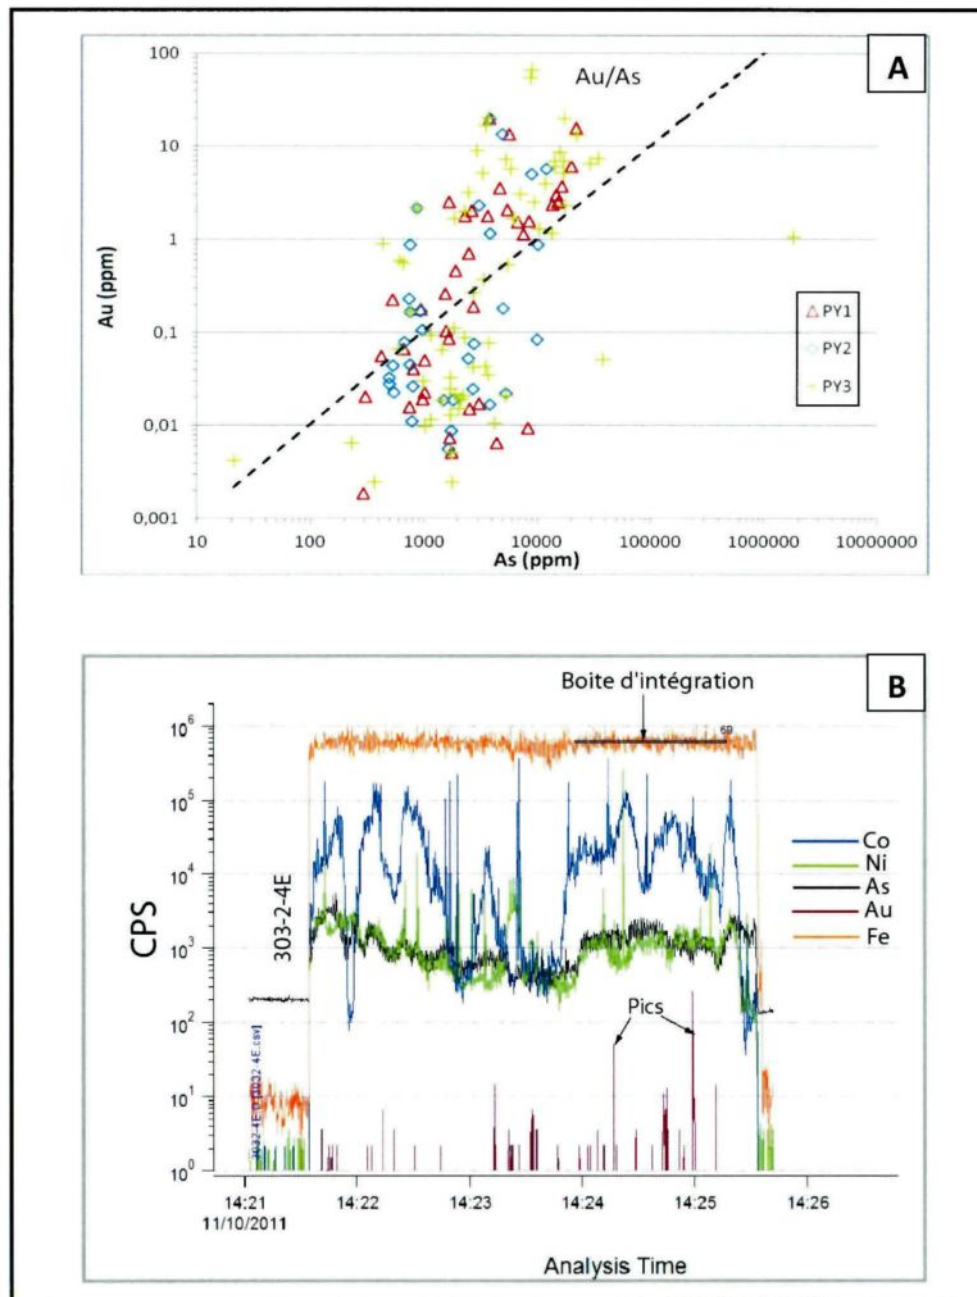 A
Au/As
100
10
1
0,1
0,01
0,001
Au (ppm)
PY1
PY2
PY3
10 100 1000 10000 100000 1000000 10000000
As (ppm)
B
Boite d'intégration
10⁶
10⁵
10⁴
10³
10²
10¹
10⁰
CPS
303-2-4E
Co
Ni
As
Au
Fe
Pics
14:21 14:22 14:23 14:24 14:25 14:26
11/10/2011
Analysis Time